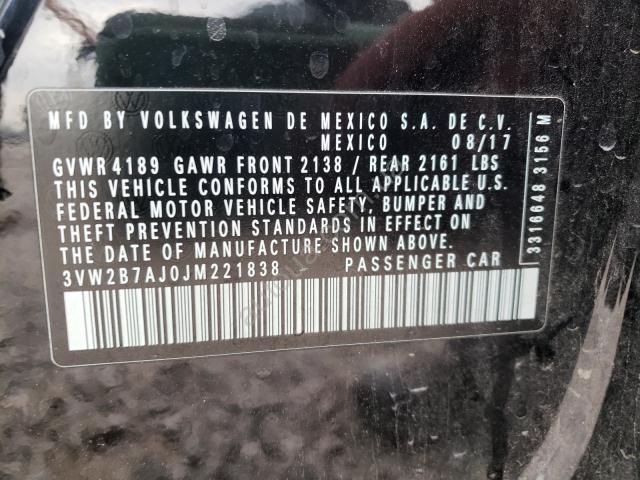 MFD BY VOLKSWAGEN DE MEXICO S.A. DE C.V.
MEXICO 08/17
GVWR 4189 GAWR FRONT 2138 / REAR 2161 LBS
THIS VEHICLE CONFORMS TO ALL APPLICABLE U.S.
FEDERAL MOTOR VEHICLE SAFETY, BUMPER AND
THEFT PREVENTION STANDARDS IN EFFECT ON
THE DATE OF MANUFACTURE SHOWN ABOVE.
3VW2B7AJ0JM221838 PASSENGER CAR
3316648 3156 M